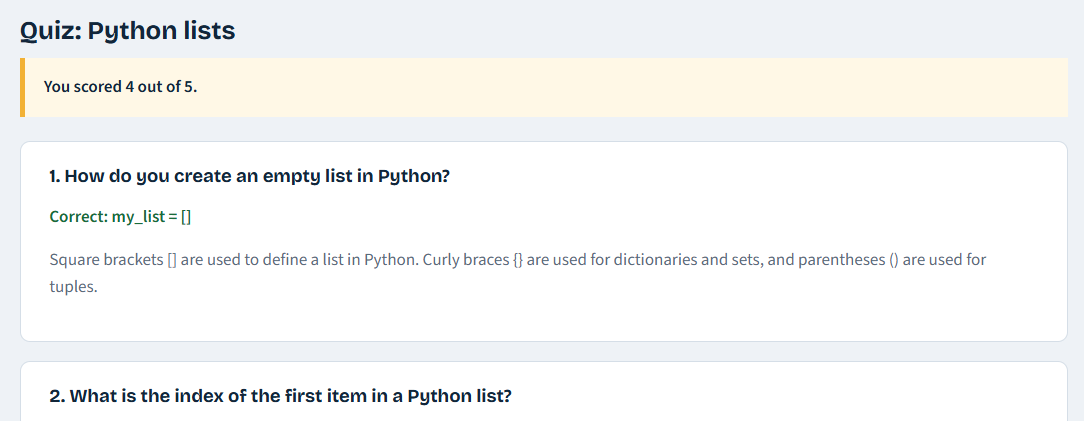 Quiz: Python lists
You scored 4 out of 5.
1. How do you create an empty list in Python?
Correct: my_list = []
Square brackets [] are used to define a list in Python. Curly braces {} are used for dictionaries and sets, and parentheses () are used for
tuples.
2. What is the index of the first item in a Python list?